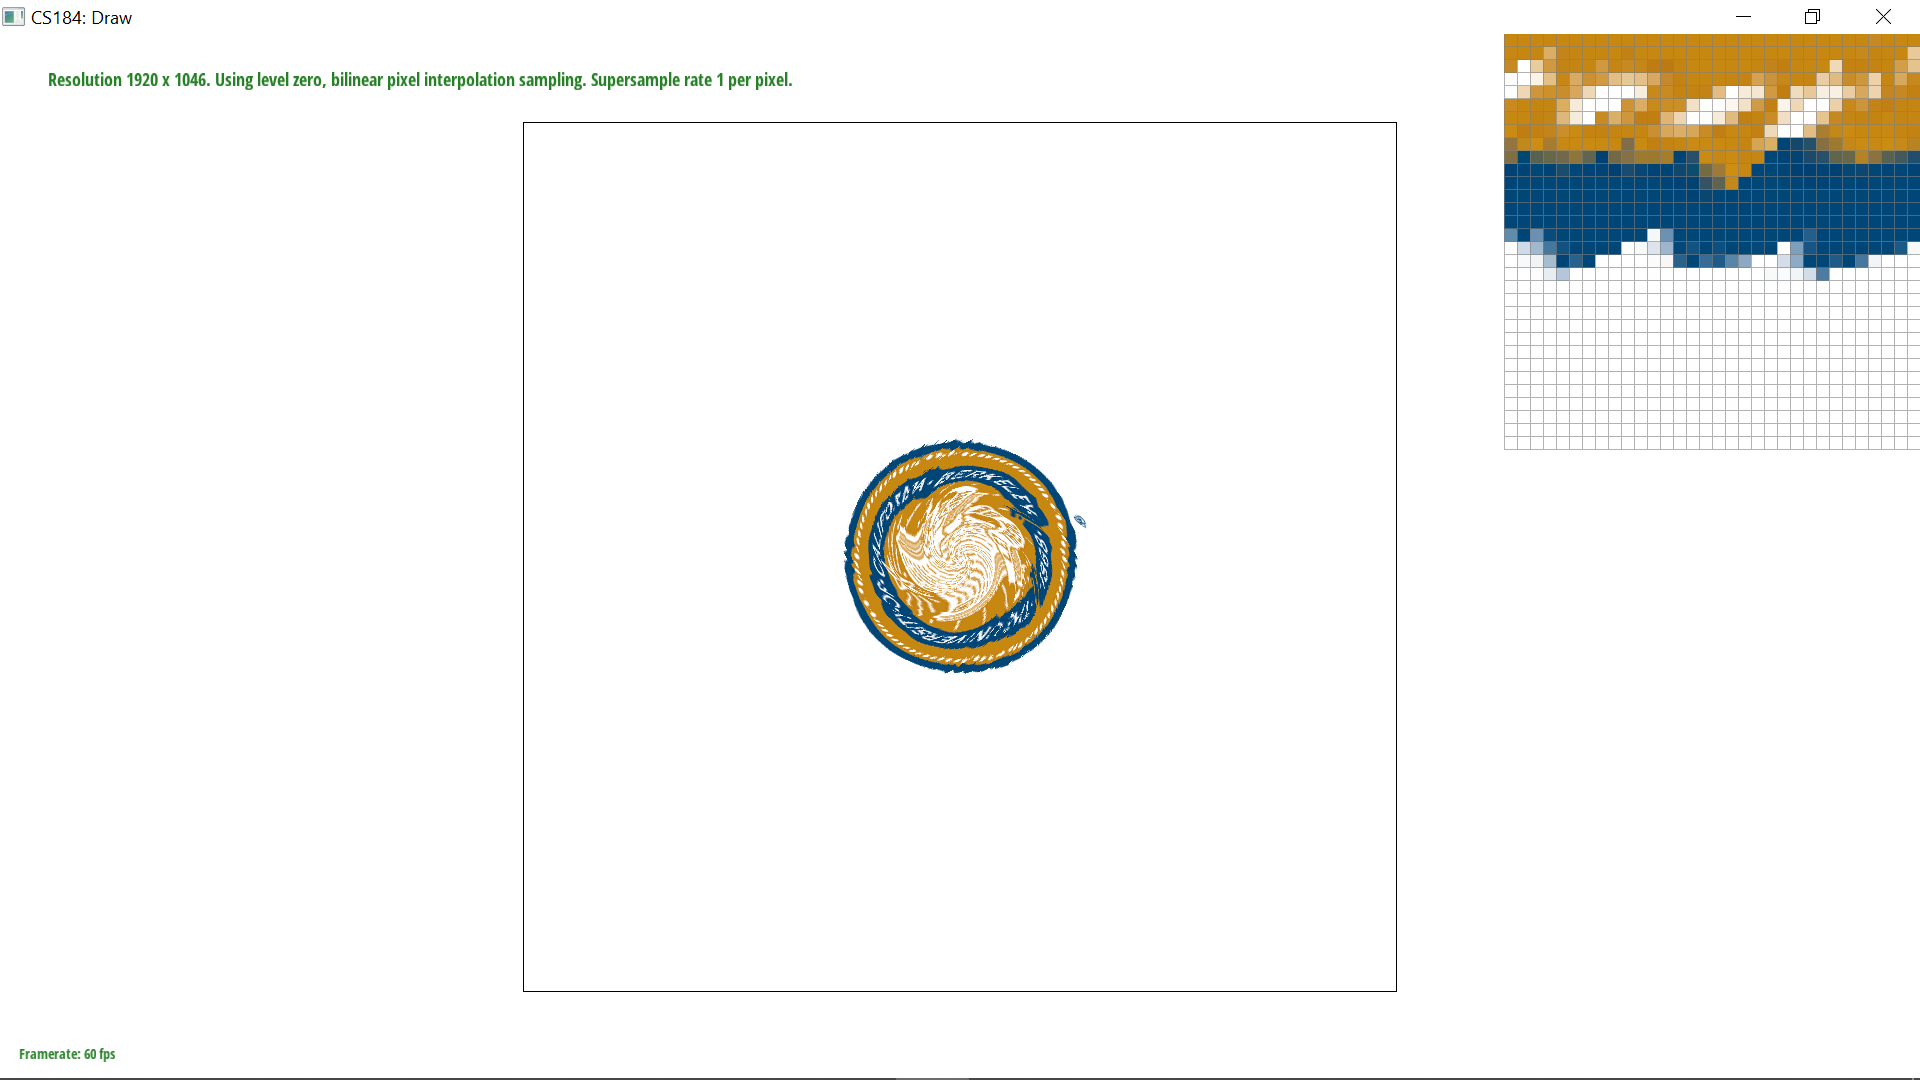 CS184: Draw
Resolution 1920 x 1046. Using level zero, bilinear pixel interpolation sampling. Supersample rate 1 per pixel.
Framerate: 60 fps